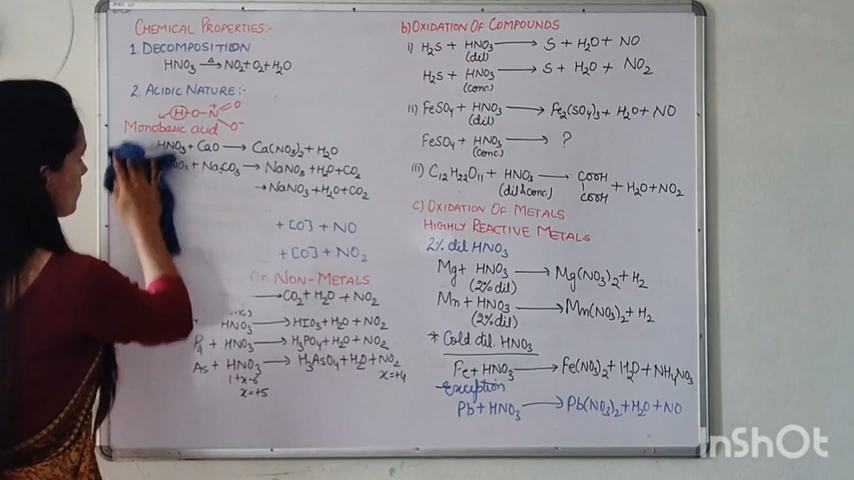 CHEMICAL PROPERTIES:-
1. DECOMPOSITION
HNO₃ —Δ→ NO₂+O₂+H₂O
2. ACIDIC NATURE:-
H O-N⁺ O
O⁻
Monobasic acid
HNO₃ + CaO → Ca(NO₃)₂ + H₂O
+ Na₂CO₃ → NaNO₃ + H₂O + CO₂
→ NaNO₃ + H₂O + CO₂
+ [O] + NO
+ [O] + NO₂
OF NON-METALS
→ CO₂ + H₂O + NO₂
HNO₃ → HIO₃ + H₂O + NO₂
P₄ + HNO₃ → H₃PO₄ + H₂O + NO₂
As + HNO₃ → H₃AsO₄ + H₂O + NO₂
1+x-6
x=+5
x=+4
b) OXIDATION OF COMPOUNDS
i) H₂S + HNO₃ → S + H₂O + NO
(dil)
H₂S + HNO₃ → S + H₂O + NO₂
(conc)
ii) FeSO₄ + HNO₃ → Fe₂(SO₄)₃ + H₂O + NO
(dil)
FeSO₄ + HNO₃ → ?
(conc)
iii) C₁₂H₂₂O₁₁ + HNO₃ → COOH
(dil & conc) COOH + H₂O + NO₂
c) OXIDATION OF METALS
HIGHLY REACTIVE METALS
2% dil HNO₃
Mg + HNO₃ → Mg(NO₃)₂ + H₂
(2% dil)
Mn + HNO₃ → Mn(NO₃)₂ + H₂
(2% dil)
* Cold dil. HNO₃
Fe + HNO₃ → Fe(NO₃)₂ + H₂O + NH₄NO₃
Exception
Pb + HNO₃ → Pb(NO₃)₂ + H₂O + NO
InShOt